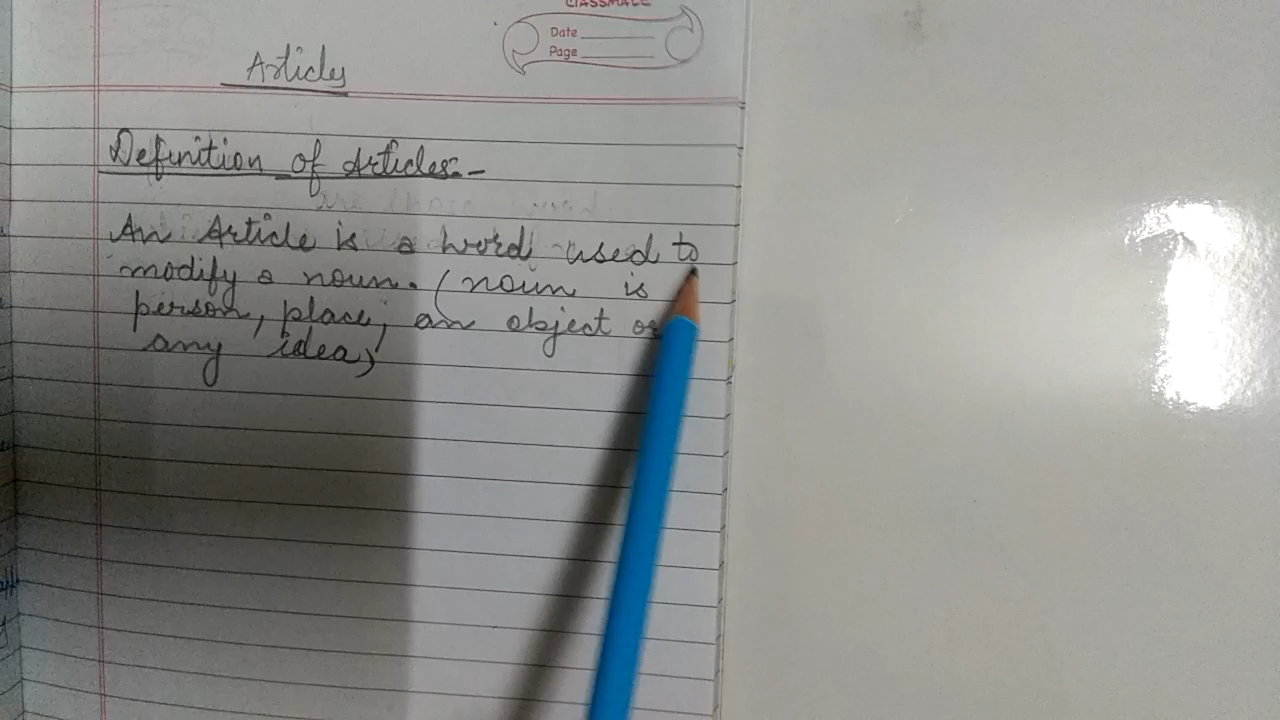 CLASSMATE
Date
Page
Articles
Definition of Articles:-
An Article is a word used to
modify a noun. (noun is
person, place, an object or
any idea)